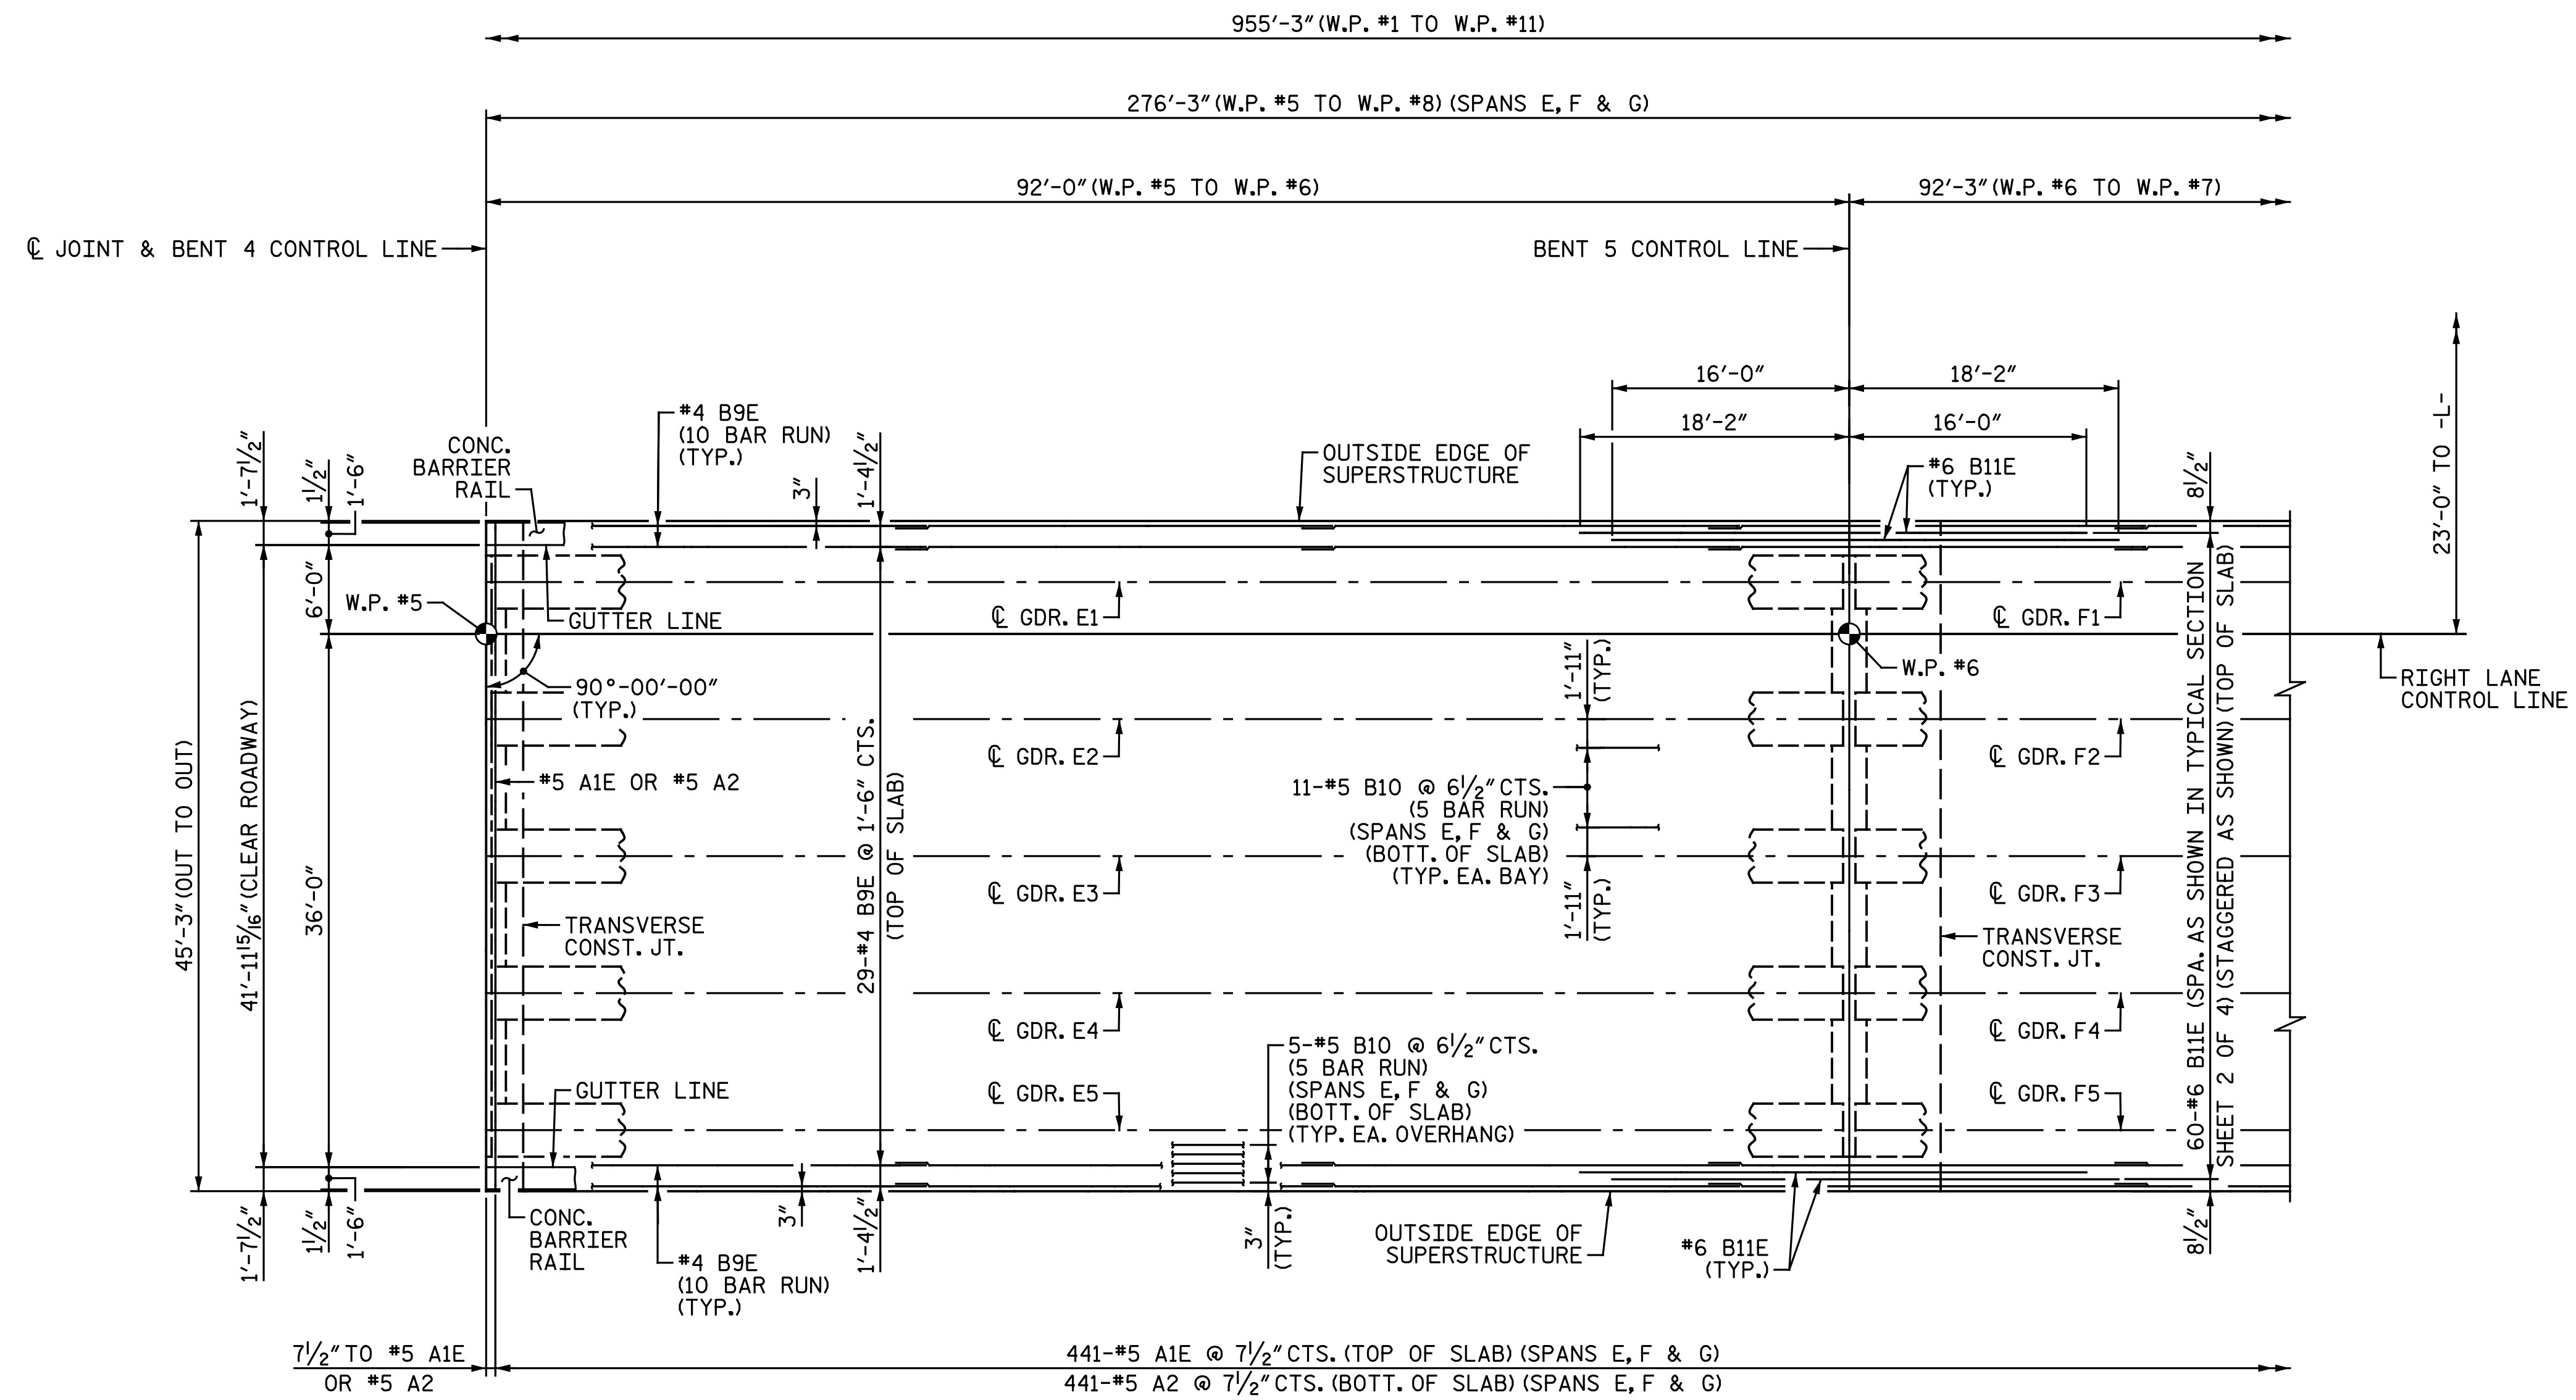 955'-3" (W.P. #1 TO W.P. #11)
276'-3" (W.P. #5 TO W.P. #8) (SPANS E, F & G)
92'-0" (W.P. #5 TO W.P. #6)
92'-3" (W.P. #6 TO W.P. #7)
℄ JOINT & BENT 4 CONTROL LINE
BENT 5 CONTROL LINE
16'-0"
18'-2"
18'-2"
16'-0"
23'-0" TO -L-
#4 B9E
(10 BAR RUN)
(TYP.)
CONC.
BARRIER
RAIL
1'-7½"
1½"
1'-6"
3"
1'-4½"
OUTSIDE EDGE OF
SUPERSTRUCTURE
#6 B11E
(TYP.)
8½"
6'-0"
W.P. #5
GUTTER LINE
℄ GDR. E1
℄ GDR. F1
W.P. #6
RIGHT LANE
CONTROL LINE
90°-00'-00"
(TYP.)
1'-11"
(TYP.)
℄ GDR. E2
℄ GDR. F2
#5 A1E OR #5 A2
11-#5 B10 @ 6½" CTS.
(5 BAR RUN)
(SPANS E, F & G)
(BOTT. OF SLAB)
(TYP. EA. BAY)
45'-3" (OUT TO OUT)
41'-11 15/16" (CLEAR ROADWAY)
36'-0"
29-#4 B9E @ 1'-6" CTS.
(TOP OF SLAB)
℄ GDR. E3
℄ GDR. F3
1'-11"
(TYP.)
TRANSVERSE
CONST. JT.
TRANSVERSE
CONST. JT.
60-#6 B11E (SPA. AS SHOWN IN TYPICAL SECTION
SHEET 2 OF 4) (STAGGERED AS SHOWN) (TOP OF SLAB)
℄ GDR. E4
℄ GDR. F4
5-#5 B10 @ 6½" CTS.
(5 BAR RUN)
(SPANS E, F & G)
(BOTT. OF SLAB)
(TYP. EA. OVERHANG)
GUTTER LINE
℄ GDR. E5
℄ GDR. F5
1'-7½"
1½"
1'-6"
CONC.
BARRIER
RAIL
#4 B9E
(10 BAR RUN)
(TYP.)
3"
1'-4½"
3"
(TYP.)
OUTSIDE EDGE OF
SUPERSTRUCTURE
#6 B11E
(TYP.)
8½"
7½" TO #5 A1E
OR #5 A2
441-#5 A1E @ 7½" CTS. (TOP OF SLAB) (SPANS E, F & G)
441-#5 A2 @ 7½" CTS. (BOTT. OF SLAB) (SPANS E, F & G)